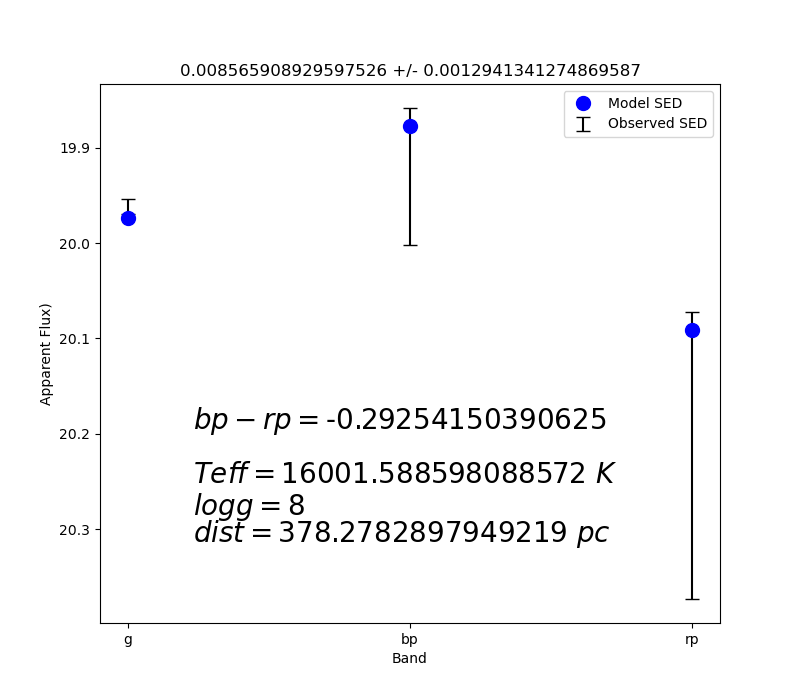 0.008565908929597526 +/- 0.0012941341274869587
Model SED
Observed SED
19.9
20.0
20.1
20.2
20.3
Apparent Flux)
bp − rp = -0.29254150390625
Teff = 16001.588598088572 K
logg = 8
dist = 378.2782897949219 pc
g
bp
rp
Band